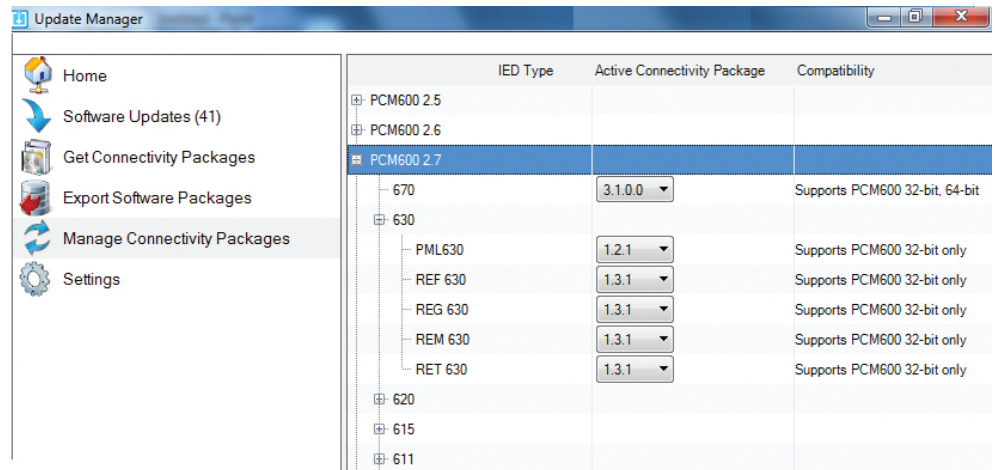 Update Manager
Home
Software Updates (41)
Get Connectivity Packages
Export Software Packages
Manage Connectivity Packages
Settings
IED Type Active Connectivity Package Compatibility
PCM600 2.5
PCM600 2.6
PCM600 2.7
670 3.1.0.0 Supports PCM600 32-bit, 64-bit
630
PML630 1.2.1 Supports PCM600 32-bit only
REF 630 1.3.1 Supports PCM600 32-bit only
REG 630 1.3.1 Supports PCM600 32-bit only
REM 630 1.3.1 Supports PCM600 32-bit only
RET 630 1.3.1 Supports PCM600 32-bit only
620
615
611